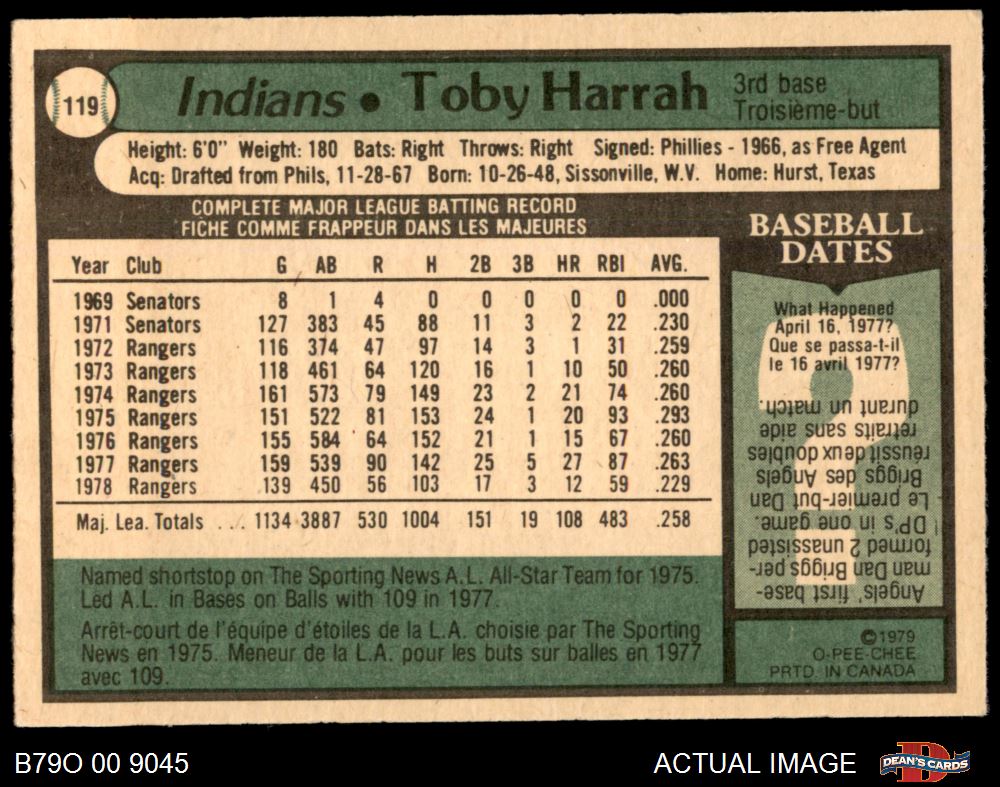 119
Indians • Toby Harrah
3rd base
Troisième-but
Height: 6'0" Weight: 180 Bats: Right Throws: Right Signed: Phillies - 1966, as Free Agent
Acq: Drafted from Phils, 11-28-67 Born: 10-26-48, Sissonville, W.V. Home: Hurst, Texas
COMPLETE MAJOR LEAGUE BATTING RECORD
FICHE COMME FRAPPEUR DANS LES MAJEURES
Year Club G AB R H 2B 3B HR RBI AVG.
1969 Senators 8 1 4 0 0 0 0 0 .000
1971 Senators 127 383 45 88 11 3 2 22 .230
1972 Rangers 116 374 47 97 14 3 1 31 .259
1973 Rangers 118 461 64 120 16 1 10 50 .260
1974 Rangers 161 573 79 149 23 2 21 74 .260
1975 Rangers 151 522 81 153 24 1 20 93 .293
1976 Rangers 155 584 64 152 21 1 15 67 .260
1977 Rangers 159 539 90 142 25 5 27 87 .263
1978 Rangers 139 450 56 103 17 3 12 59 .229
Maj. Lea. Totals ... 1134 3887 530 1004 151 19 108 483 .258
Named shortstop on The Sporting News A.L. All-Star Team for 1975.
Led A.L. in Bases on Balls with 109 in 1977.
Arrêt-court de l'équipe d'étoiles de la L.A. choisie par The Sporting
News en 1975. Meneur de la L.A. pour les buts sur balles en 1977
avec 109.
BASEBALL
DATES
What Happened
April 16, 1977?
Que se passa-t-il
le 16 avril 1977?
Angels' first base-
man Dan Briggs per-
formed 2 unassisted
DP's in one game.
Le premier-but Dan
Briggs des Angels
réussit deux doubles
retraits sans aide
durant un match.
©1979
O-PEE-CHEE
PRTD. IN CANADA
B79O 00 9045
ACTUAL IMAGE
DEAN'S CARDS